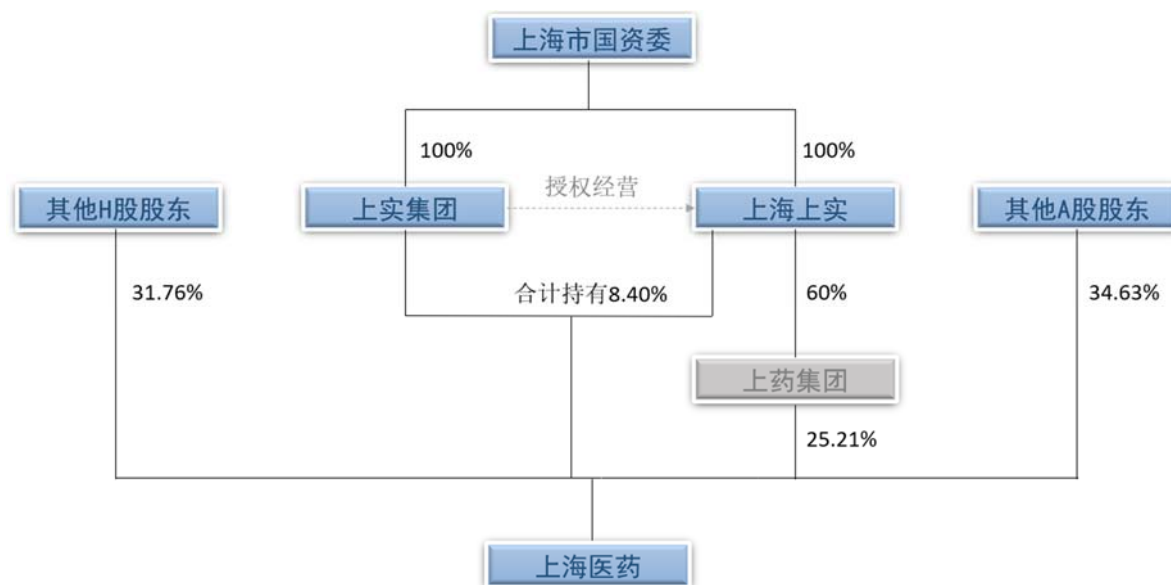 上海市国资委
100%
100%
授权经营
其他H股股东
上实集团
上海上实
其他A股股东
31.76%
合计持有8.40%
60%
34.63%
上药集团
25.21%
上海医药